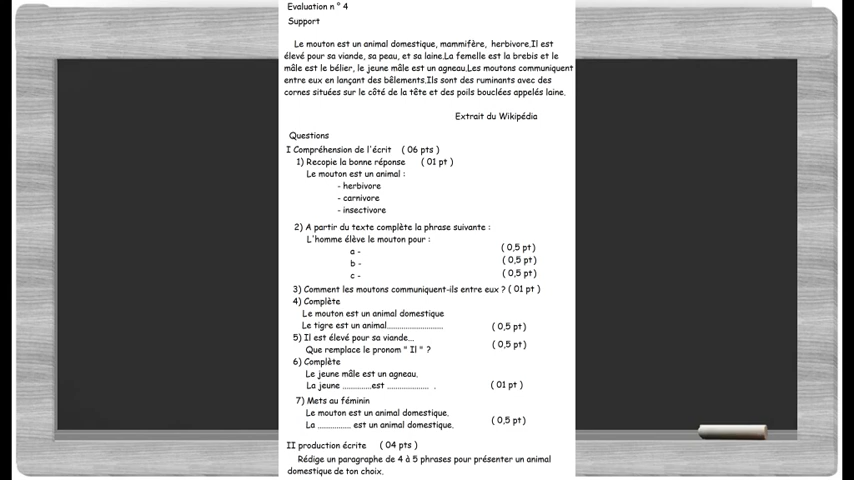 Evaluation n ° 4
Support
Le mouton est un animal domestique, mammifère, herbivore.Il est
élevé pour sa viande, sa peau, et sa laine.La femelle est la brebis et le
mâle est le bélier, le jeune mâle est un agneau.Les moutons communiquent
entre eux en lançant des bêlements.Ils sont des ruminants avec des
cornes situées sur le côté de la tête et des poils bouclées appelés laine.
Extrait du Wikipédia
Questions
I Compréhension de l'écrit ( 06 pts )
1) Recopie la bonne réponse ( 01 pt )
Le mouton est un animal :
- herbivore
- carnivore
- insectivore
2) A partir du texte complète la phrase suivante :
L'homme élève le mouton pour :
a - ( 0,5 pt)
b - ( 0,5 pt)
c - ( 0,5 pt)
3) Comment les moutons communiquent-ils entre eux ? ( 01 pt )
4) Complète
Le mouton est un animal domestique
Le tigre est un animal........................... ( 0,5 pt)
5) Il est élevé pour sa viande...
Que remplace le pronom " Il " ? ( 0,5 pt)
6) Complète
Le jeune mâle est un agneau.
La jeune ..............est .................... . ( 01 pt )
7) Mets au féminin
Le mouton est un animal domestique.
La ................ est un animal domestique. ( 0,5 pt)
II production écrite ( 04 pts )
Rédige un paragraphe de 4 à 5 phrases pour présenter un animal
domestique de ton choix.